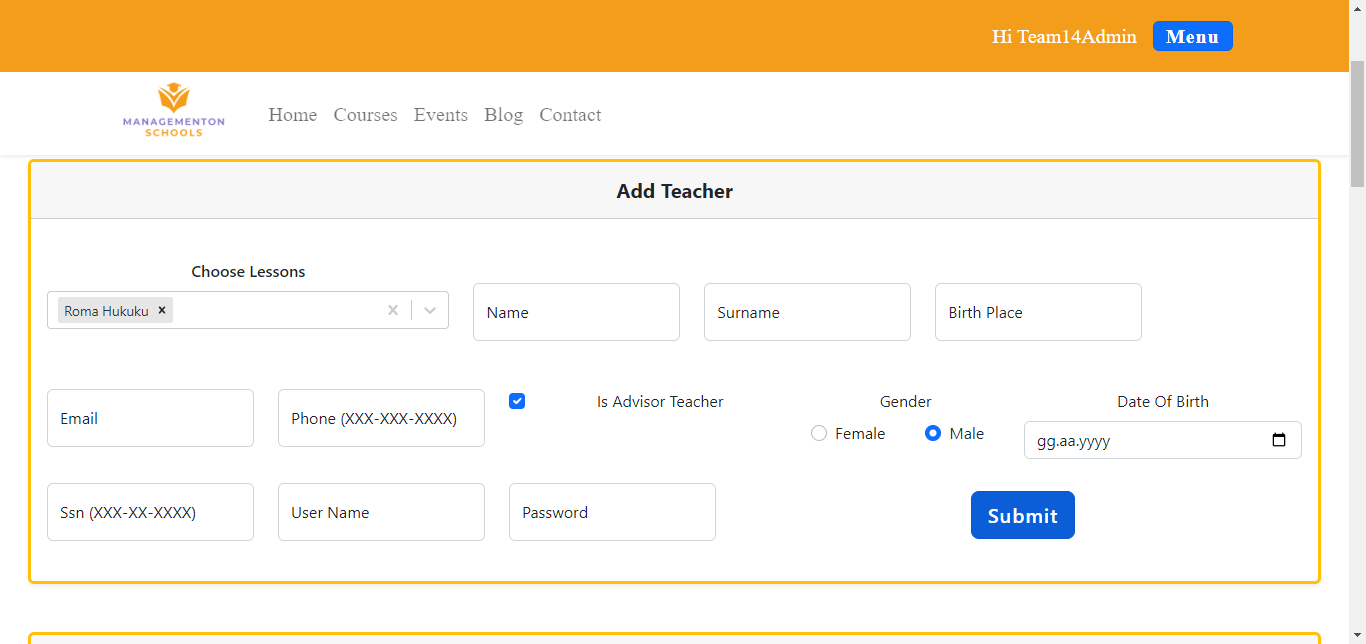 Hi Team14Admin Menu
MANAGEMENTON
SCHOOLS
Home Courses Events Blog Contact
Add Teacher
Choose Lessons
Roma Hukuku
Name
Surname
Birth Place
Email
Phone (XXX-XXX-XXXX)
Is Advisor Teacher
Gender
Female Male
Date Of Birth
gg.aa.yyyy
Ssn (XXX-XX-XXXX)
User Name
Password
Submit